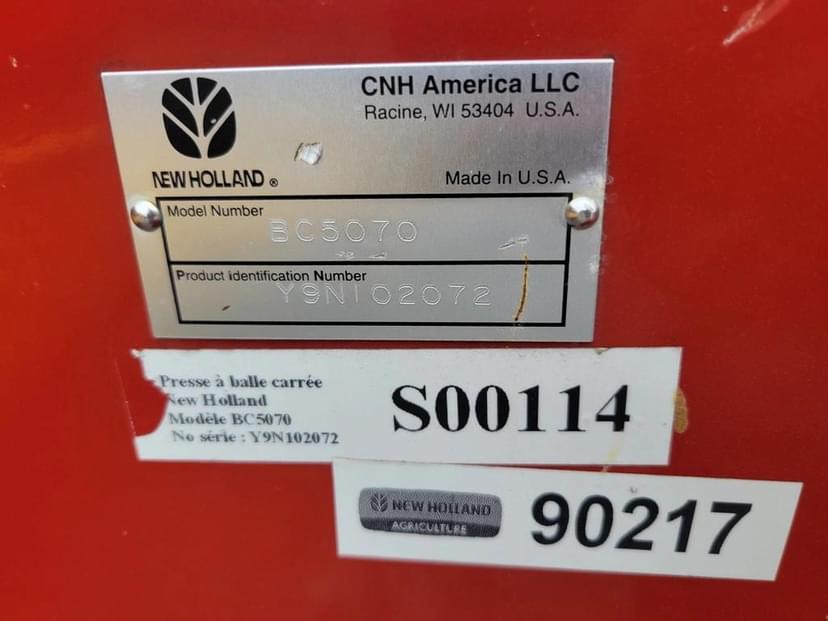 CNH America LLC
Racine, WI 53404 U.S.A.
NEW HOLLAND ®
Made In U.S.A.
Model Number
BC5070
Product Identification Number
Y9N102072
Presse à balle carrée
New Holland
Modèle BC5070
No série : Y9N102072
S00114
NEW HOLLAND
AGRICULTURE
90217